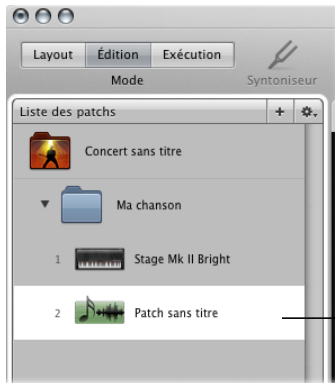 Layout Édition Exécution
Mode Syntoniseur
Liste des patchs
Concert sans titre
Ma chanson
1 Stage Mk II Bright
2 Patch sans titre